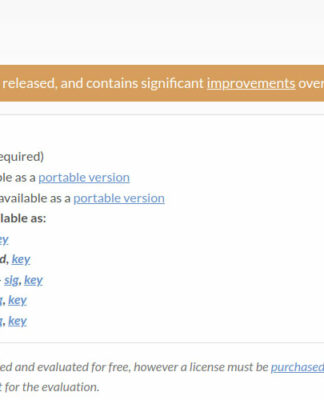 released, and contains significant improvements over
equired)
ble as a portable version
available as a portable version
lable as:
ey
d, key
- sig, key
g, key
g, key
ed and evaluated for free, however a license must be purchased
t for the evaluation.